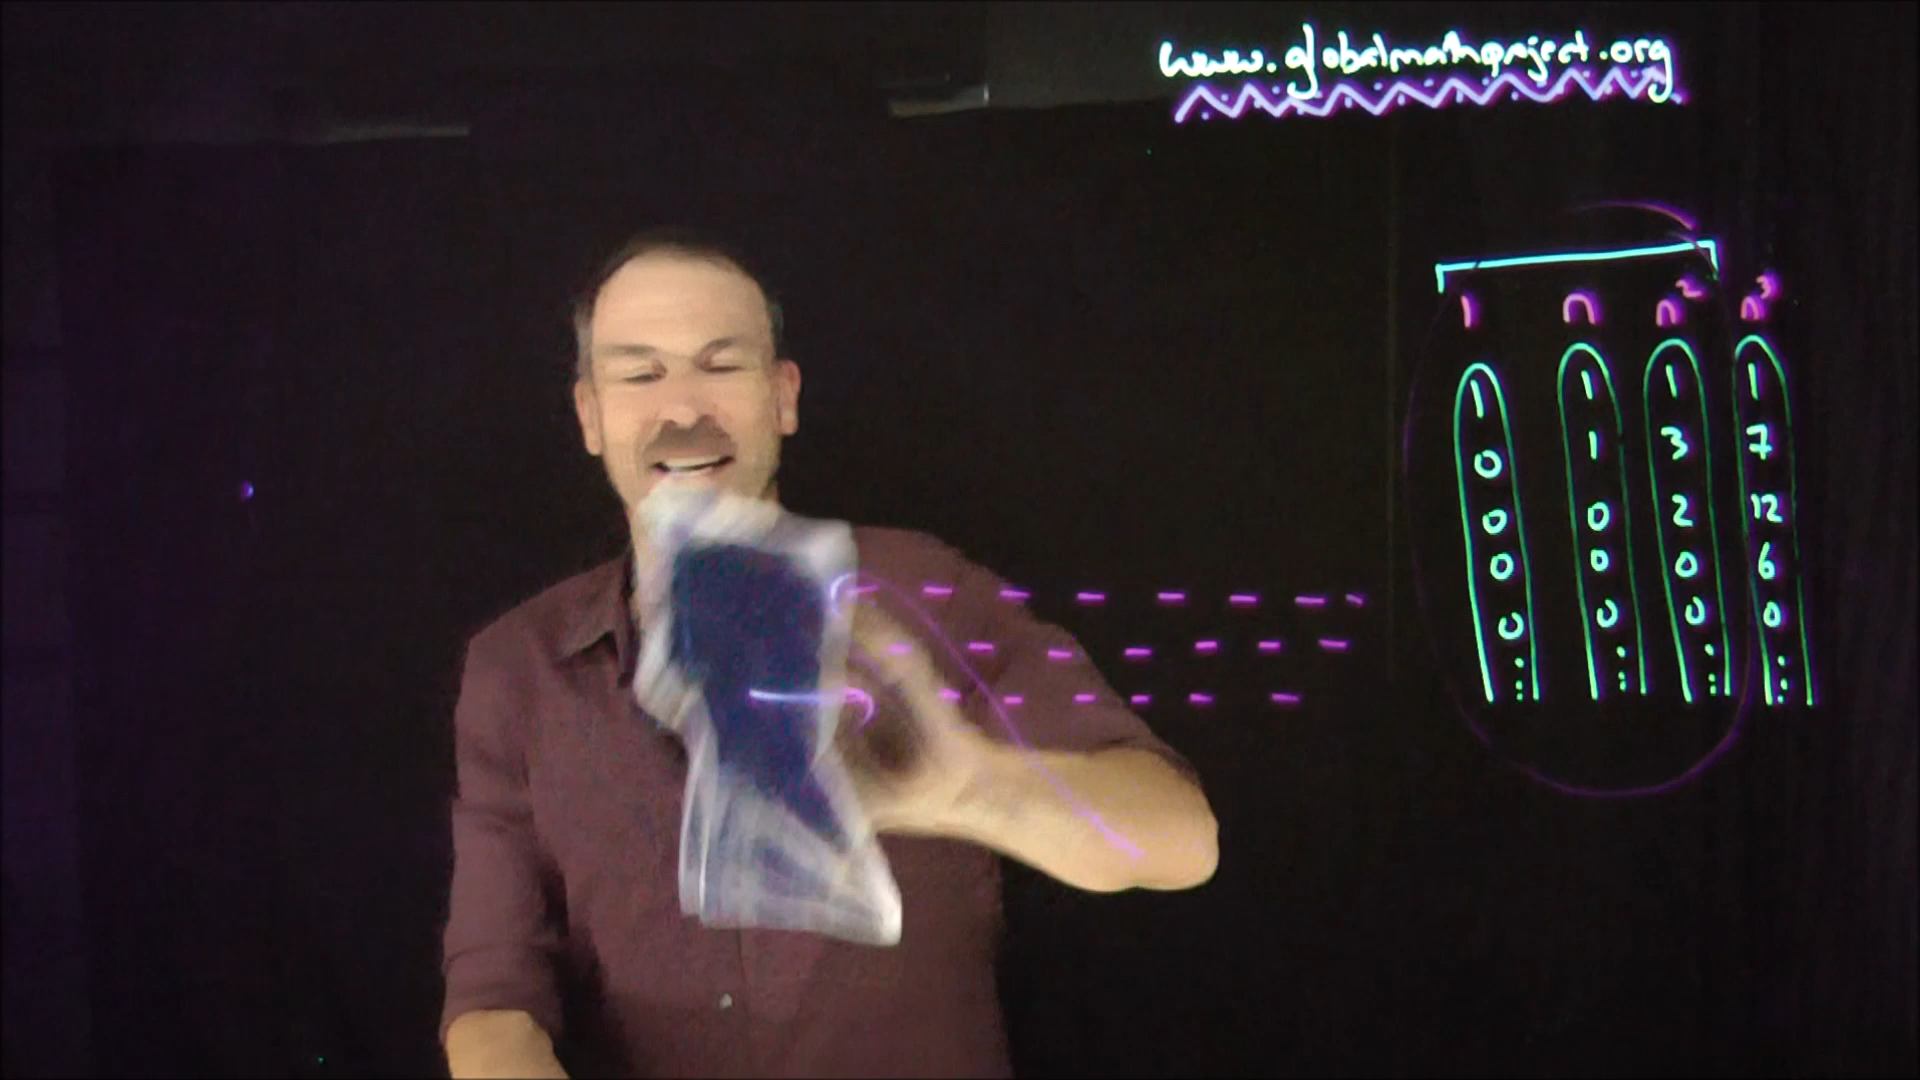 www.globalmathproject.org
1 n n² n³
1 1 1 1
0 1 3 7
0 0 2 12
0 0 0 6
0 0 0 0
⋮ ⋮ ⋮ ⋮